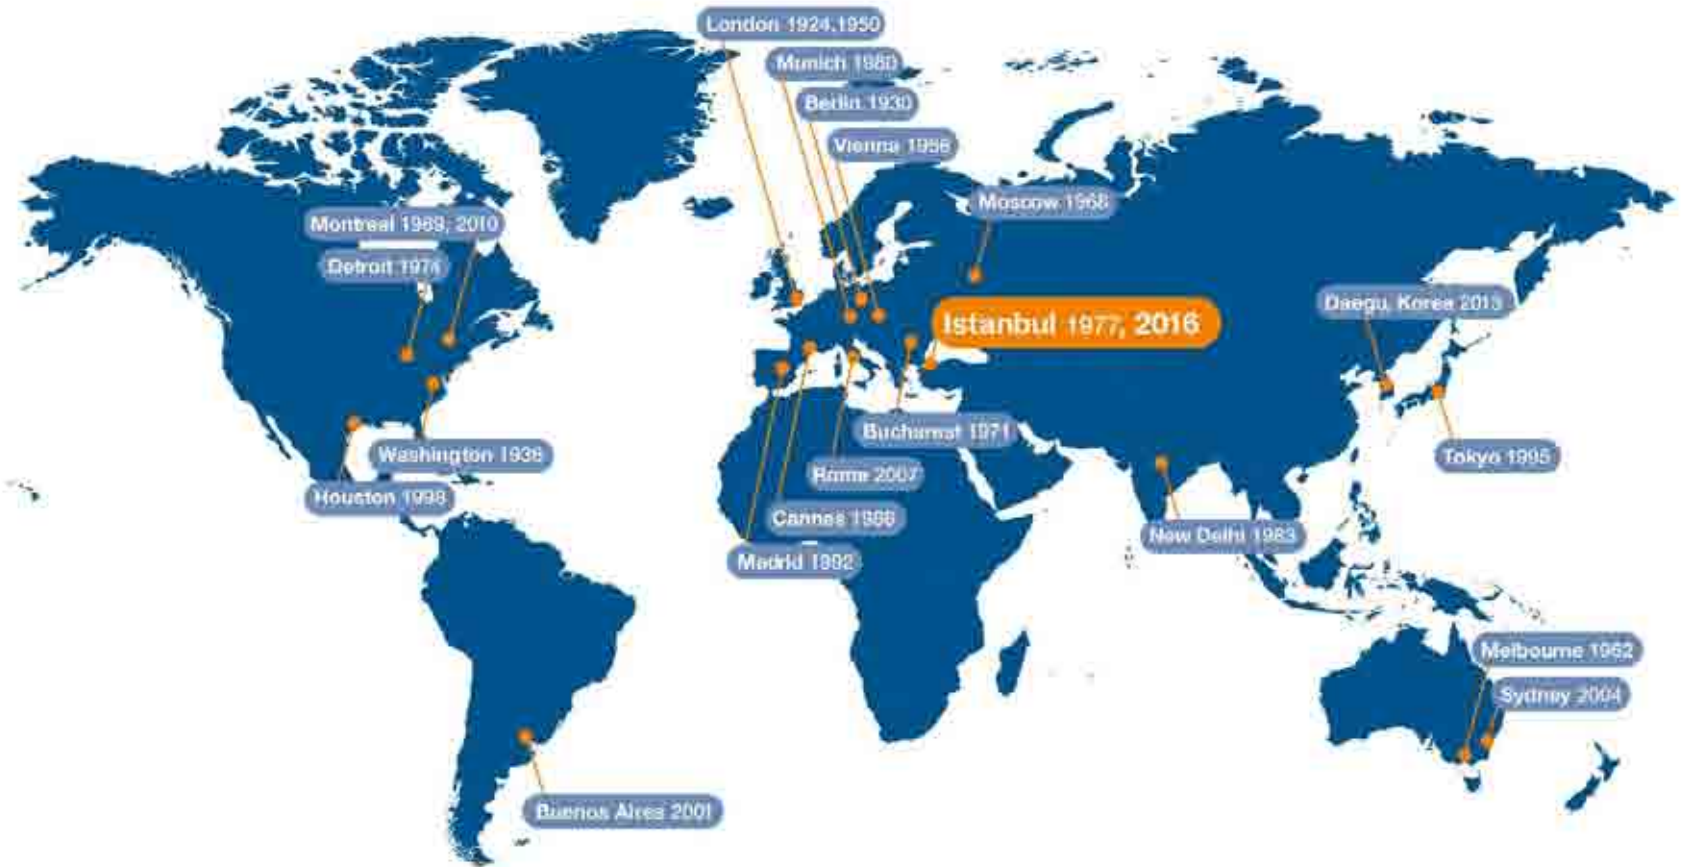 London 1924,1950
Munich 1980
Berlin 1930
Vienna 1956
Moscow 1968
Montreal 1969, 2010
Detroit 1974
Daegu, Korea 2013
Istanbul 1977, 2016
Bucharest 1971
Washington 1936
Tokyo 1995
Rome 2007
Houston 1998
Cannes 1986
New Delhi 1983
Madrid 1992
Melbourne 1962
Sydney 2004
Buenos Aires 2001